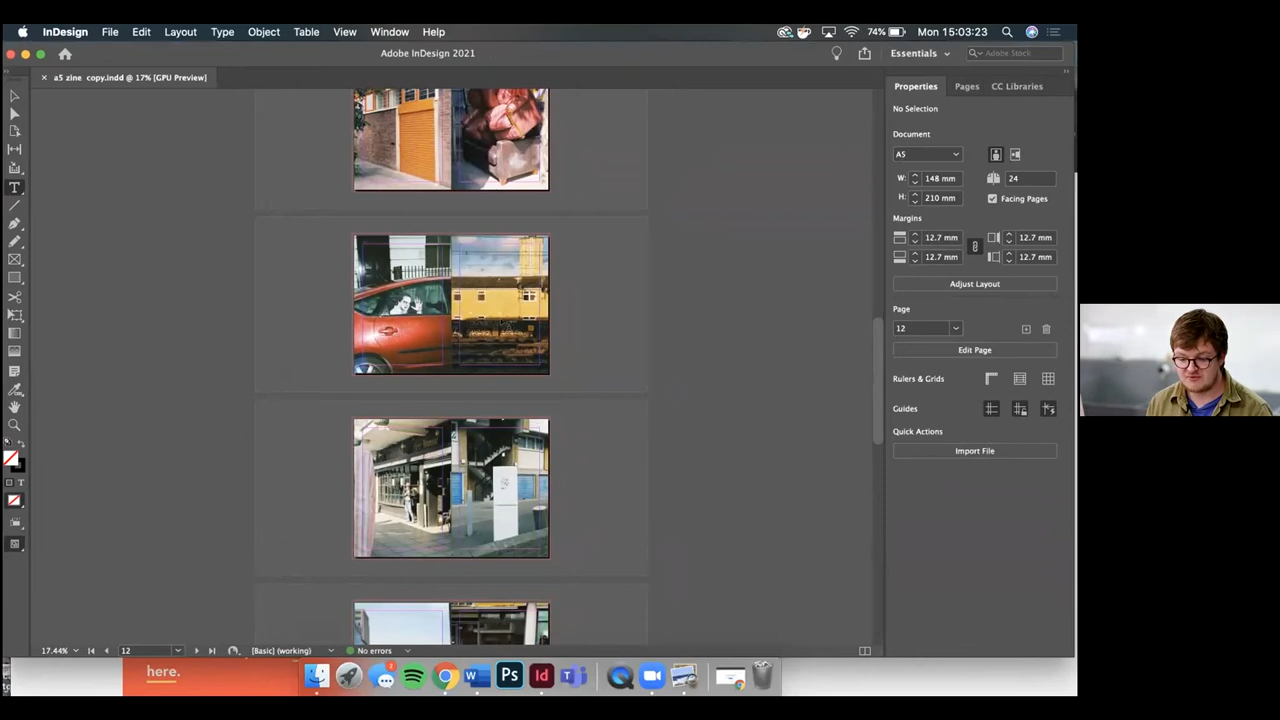 InDesign File Edit Layout Type Object Table View Window Help 74% Mon 15:03:23
Adobe InDesign 2021 Essentials Adobe Stock
a5 zine copy.indd @ 17% [GPU Preview]
Properties Pages CC Libraries
No Selection
Document
A5
W: 148 mm 24
H: 210 mm Facing Pages
Margins
12.7 mm 12.7 mm
12.7 mm 12.7 mm
Adjust Layout
Page
12
Edit Page
Rulers & Grids
Guides
Quick Actions
Import File
17.44% 12 [Basic] (working) No errors
here.
2 W Ps Id T